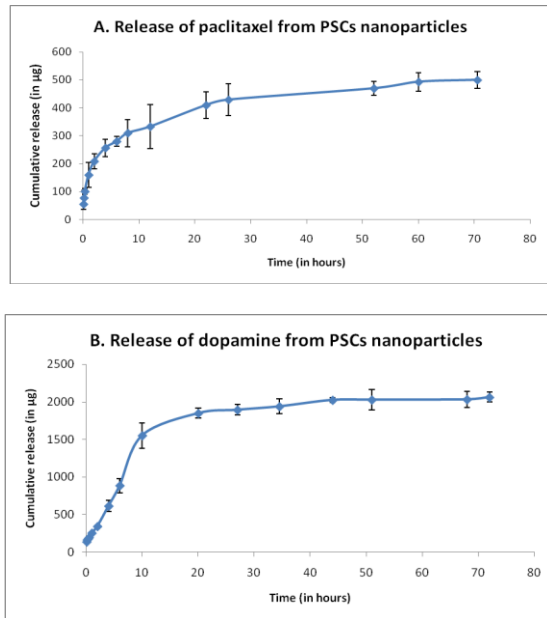 A. Release of paclitaxel from PSCs nanoparticles
Cumulative release (in µg)
600
500
400
300
200
100
0
0 10 20 30 40 50 60 70 80
Time (in hours)
B. Release of dopamine from PSCs nanoparticles
Cumulative release (in µg)
2500
2000
1500
1000
500
0
0 10 20 30 40 50 60 70 80
Time (in hours)